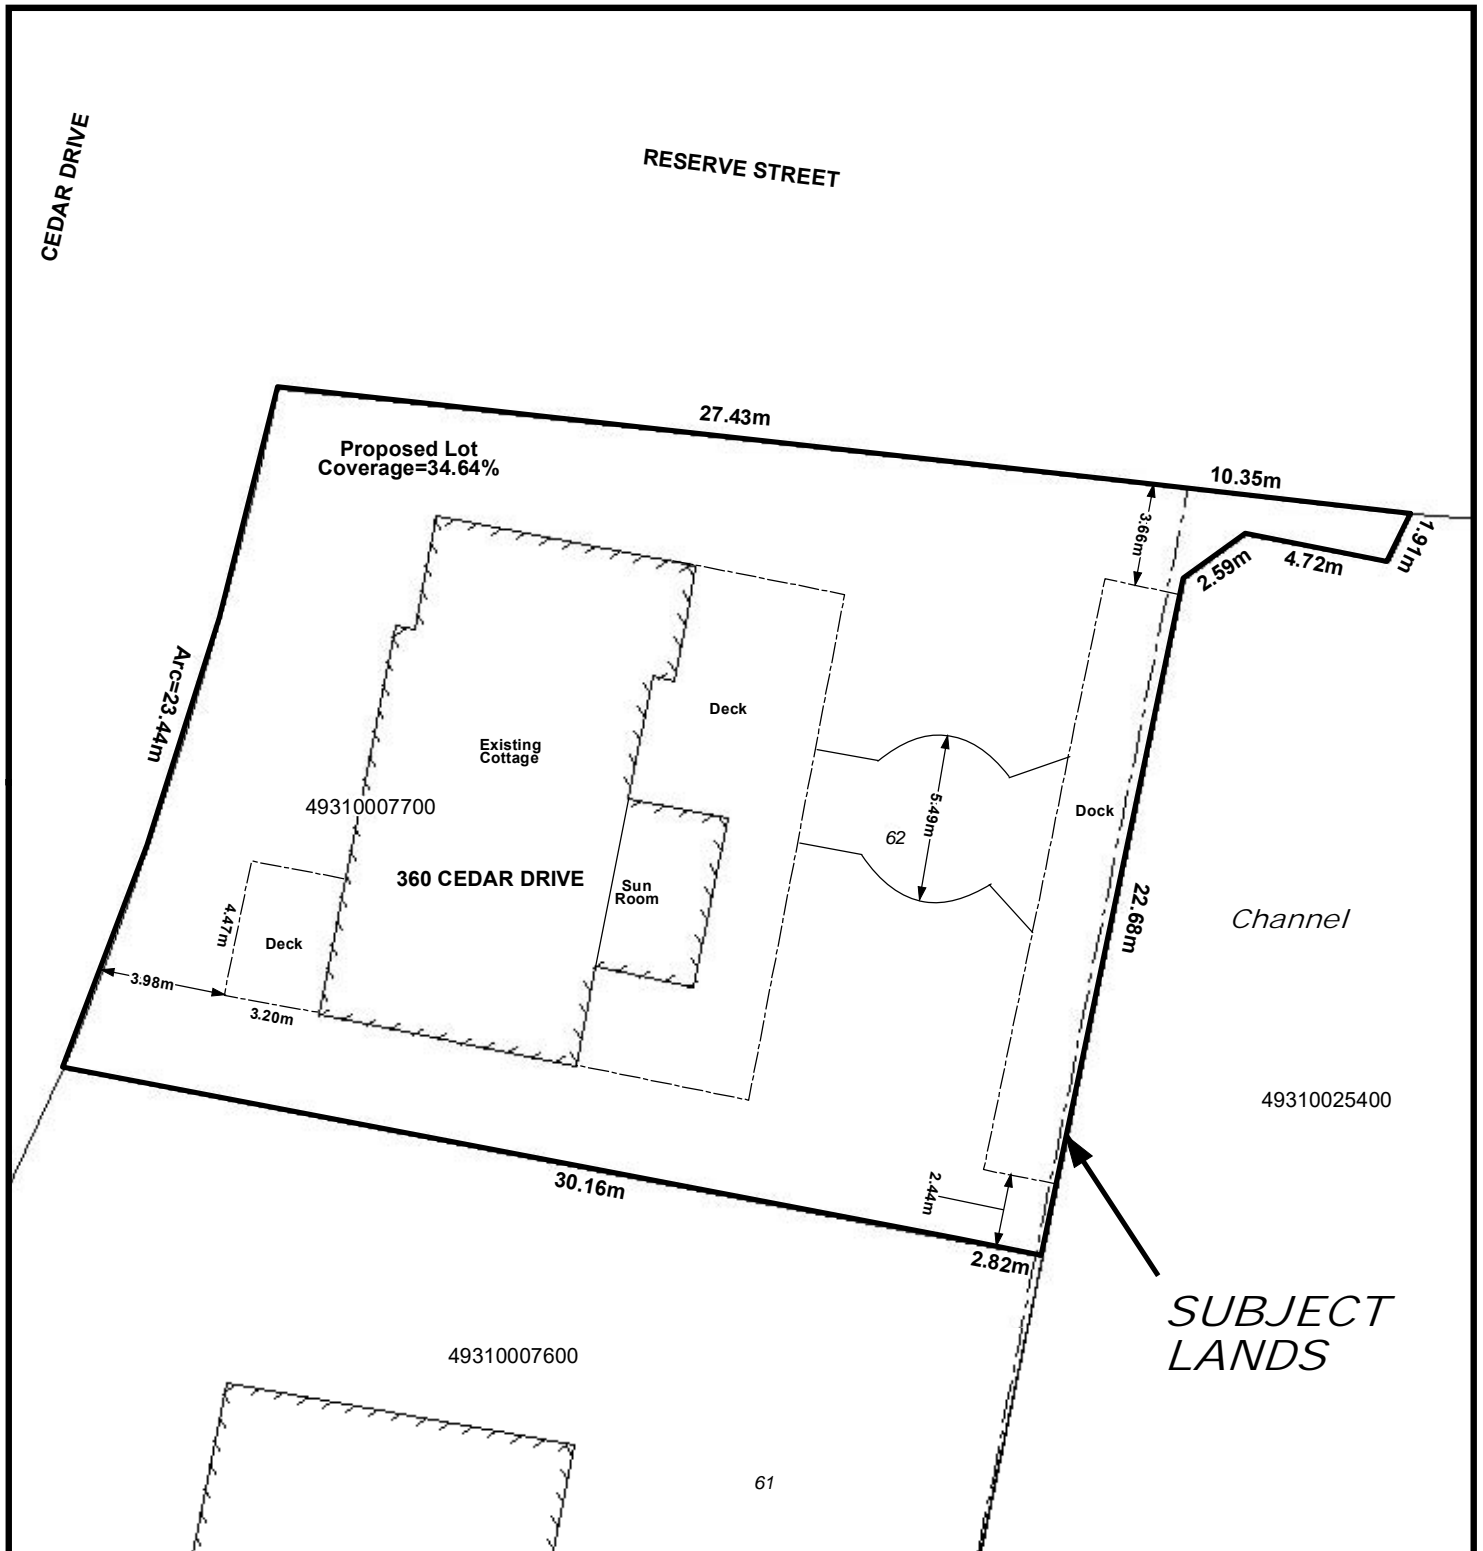 CEDAR DRIVE
RESERVE STREET
27.43m
Proposed Lot
Coverage=34.64%
10.35m
3.66m
1.91m
2.59m
4.72m
Arc=23.44m
Deck
Existing
Cottage
49310007700
5.49m
62
Dock
360 CEDAR DRIVE
Sun
Room
22.68m
Channel
4.47m
Deck
3.98m
3.20m
49310025400
30.16m
2.44m
2.82m
SUBJECT
LANDS
49310007600
61